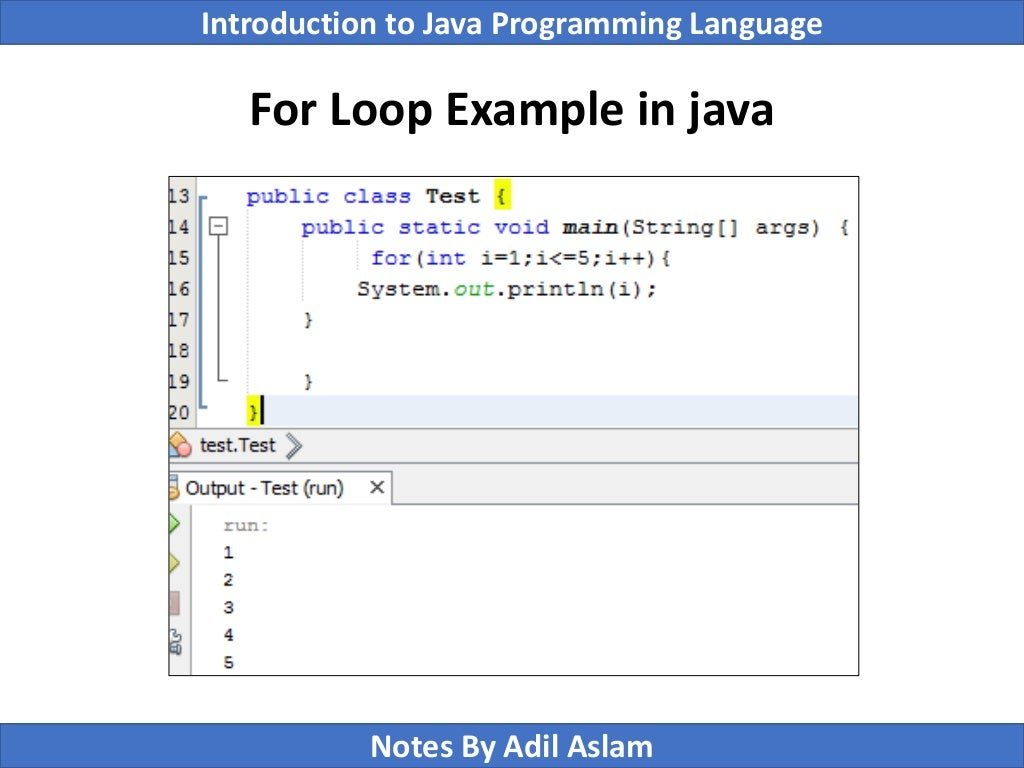 Introduction to Java Programming Language
For Loop Example in java
13 public class Test {
14 public static void main(String[] args) {
15 for(int i=1;i<=5;i++){
16 System.out.println(i);
17 }
18
19 }
20 }
test.Test
Output - Test (run)
run:
1
2
3
4
5
Notes By Adil Aslam